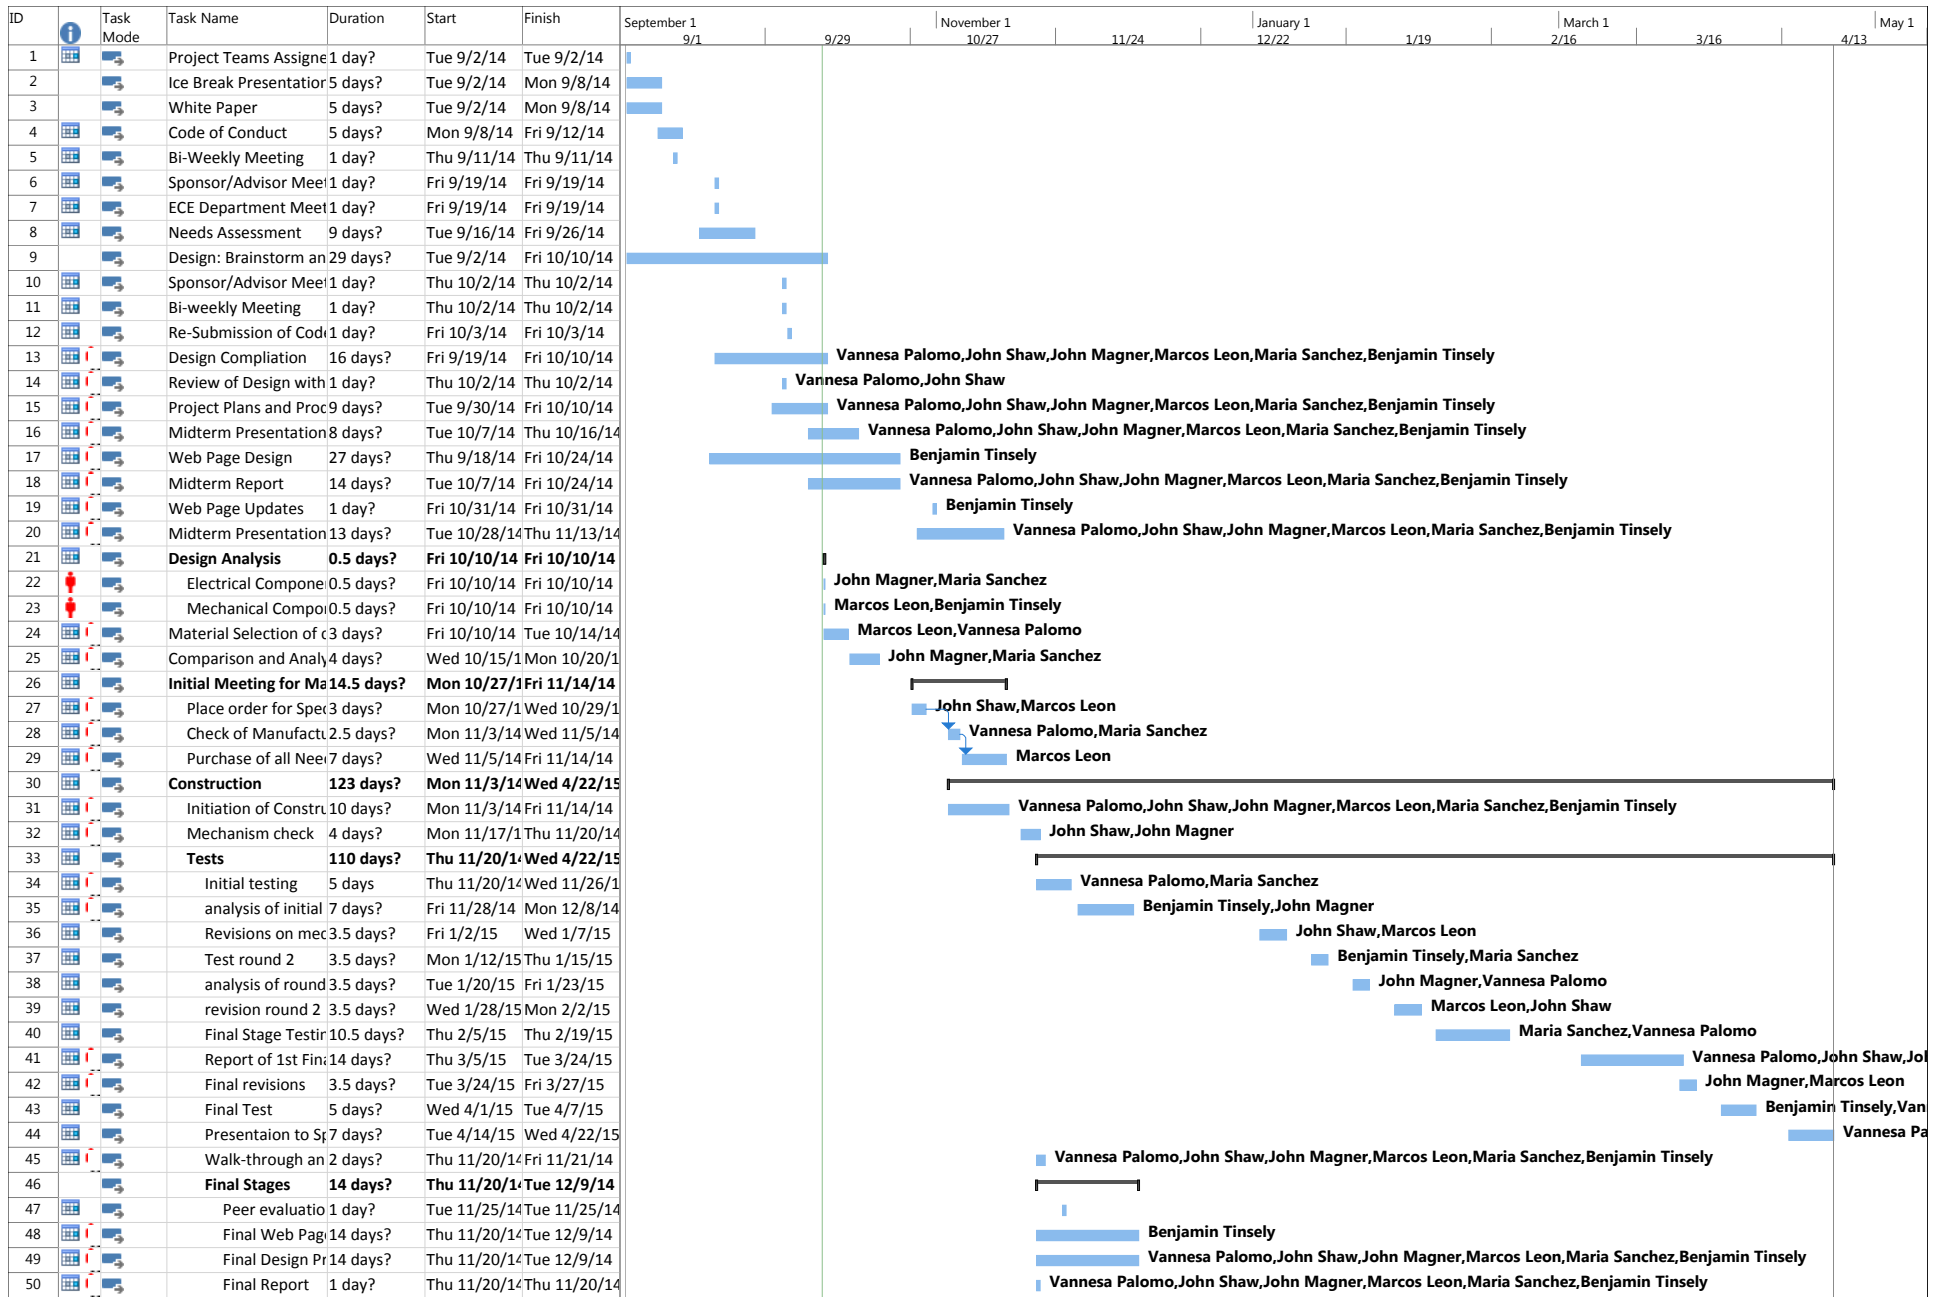 ID Task Mode Task Name Duration Start Finish September 1 November 1 January 1 March 1 May 1
9/1 9/29 10/27 11/24 12/22 1/19 2/16 3/16 4/13
1 Project Teams Assigne 1 day? Tue 9/2/14 Tue 9/2/14
2 Ice Break Presentation 5 days? Tue 9/2/14 Mon 9/8/14
3 White Paper 5 days? Tue 9/2/14 Mon 9/8/14
4 Code of Conduct 5 days? Mon 9/8/14 Fri 9/12/14
5 Bi-Weekly Meeting 1 day? Thu 9/11/14 Thu 9/11/14
6 Sponsor/Advisor Meet 1 day? Fri 9/19/14 Fri 9/19/14
7 ECE Department Meet 1 day? Fri 9/19/14 Fri 9/19/14
8 Needs Assessment 9 days? Tue 9/16/14 Fri 9/26/14
9 Design: Brainstorm an 29 days? Tue 9/2/14 Fri 10/10/14
10 Sponsor/Advisor Meet 1 day? Thu 10/2/14 Thu 10/2/14
11 Bi-weekly Meeting 1 day? Thu 10/2/14 Thu 10/2/14
12 Re-Submission of Code 1 day? Fri 10/3/14 Fri 10/3/14
13 Design Compliation 16 days? Fri 9/19/14 Fri 10/10/14 Vannesa Palomo,John Shaw,John Magner,Marcos Leon,Maria Sanchez,Benjamin Tinsely
14 Review of Design with 1 day? Thu 10/2/14 Thu 10/2/14 Vannesa Palomo,John Shaw
15 Project Plans and Proc 9 days? Tue 9/30/14 Fri 10/10/14 Vannesa Palomo,John Shaw,John Magner,Marcos Leon,Maria Sanchez,Benjamin Tinsely
16 Midterm Presentation 8 days? Tue 10/7/14 Thu 10/16/14 Vannesa Palomo,John Shaw,John Magner,Marcos Leon,Maria Sanchez,Benjamin Tinsely
17 Web Page Design 27 days? Thu 9/18/14 Fri 10/24/14 Benjamin Tinsely
18 Midterm Report 14 days? Tue 10/7/14 Fri 10/24/14 Vannesa Palomo,John Shaw,John Magner,Marcos Leon,Maria Sanchez,Benjamin Tinsely
19 Web Page Updates 1 day? Fri 10/31/14 Fri 10/31/14 Benjamin Tinsely
20 Midterm Presentation 13 days? Tue 10/28/14 Thu 11/13/14 Vannesa Palomo,John Shaw,John Magner,Marcos Leon,Maria Sanchez,Benjamin Tinsely
21 Design Analysis 0.5 days? Fri 10/10/14 Fri 10/10/14
22 Electrical Compone 0.5 days? Fri 10/10/14 Fri 10/10/14 John Magner,Maria Sanchez
23 Mechanical Compo 0.5 days? Fri 10/10/14 Fri 10/10/14 Marcos Leon,Benjamin Tinsely
24 Material Selection of c 3 days? Fri 10/10/14 Tue 10/14/14 Marcos Leon,Vannesa Palomo
25 Comparison and Analy 4 days? Wed 10/15/1 Mon 10/20/1 John Magner,Maria Sanchez
26 Initial Meeting for Ma 14.5 days? Mon 10/27/1 Fri 11/14/14
27 Place order for Spec 3 days? Mon 10/27/1 Wed 10/29/1 John Shaw,Marcos Leon
28 Check of Manufactu 2.5 days? Mon 11/3/14 Wed 11/5/14 Vannesa Palomo,Maria Sanchez
29 Purchase of all Nee 7 days? Wed 11/5/14 Fri 11/14/14 Marcos Leon
30 Construction 123 days? Mon 11/3/14 Wed 4/22/15
31 Initiation of Constru 10 days? Mon 11/3/14 Fri 11/14/14 Vannesa Palomo,John Shaw,John Magner,Marcos Leon,Maria Sanchez,Benjamin Tinsely
32 Mechanism check 4 days? Mon 11/17/1 Thu 11/20/14 John Shaw,John Magner
33 Tests 110 days? Thu 11/20/14 Wed 4/22/15
34 Initial testing 5 days Thu 11/20/14 Wed 11/26/1 Vannesa Palomo,Maria Sanchez
35 analysis of initial 7 days? Fri 11/28/14 Mon 12/8/14 Benjamin Tinsely,John Magner
36 Revisions on mec 3.5 days? Fri 1/2/15 Wed 1/7/15 John Shaw,Marcos Leon
37 Test round 2 3.5 days? Mon 1/12/15 Thu 1/15/15 Benjamin Tinsely,Maria Sanchez
38 analysis of round 3.5 days? Tue 1/20/15 Fri 1/23/15 John Magner,Vannesa Palomo
39 revision round 2 3.5 days? Wed 1/28/15 Mon 2/2/15 Marcos Leon,John Shaw
40 Final Stage Testin 10.5 days? Thu 2/5/15 Thu 2/19/15 Maria Sanchez,Vannesa Palomo
41 Report of 1st Fina 14 days? Thu 3/5/15 Tue 3/24/15 Vannesa Palomo,John Shaw,Jo
42 Final revisions 3.5 days? Tue 3/24/15 Fri 3/27/15 John Magner,Marcos Leon
43 Final Test 5 days? Wed 4/1/15 Tue 4/7/15 Benjamin Tinsely,Van
44 Presentaion to Sp 7 days? Tue 4/14/15 Wed 4/22/15 Vannesa Pa
45 Walk-through an 2 days? Thu 11/20/14 Fri 11/21/14 Vannesa Palomo,John Shaw,John Magner,Marcos Leon,Maria Sanchez,Benjamin Tinsely
46 Final Stages 14 days? Thu 11/20/1 Tue 12/9/14
47 Peer evaluatio 1 day? Tue 11/25/14 Tue 11/25/14
48 Final Web Pag 14 days? Thu 11/20/14 Tue 12/9/14 Benjamin Tinsely
49 Final Design Pr 14 days? Thu 11/20/14 Tue 12/9/14 Vannesa Palomo,John Shaw,John Magner,Marcos Leon,Maria Sanchez,Benjamin Tinsely
50 Final Report 1 day? Thu 11/20/14 Thu 11/20/14 Vannesa Palomo,John Shaw,John Magner,Marcos Leon,Maria Sanchez,Benjamin Tinsely